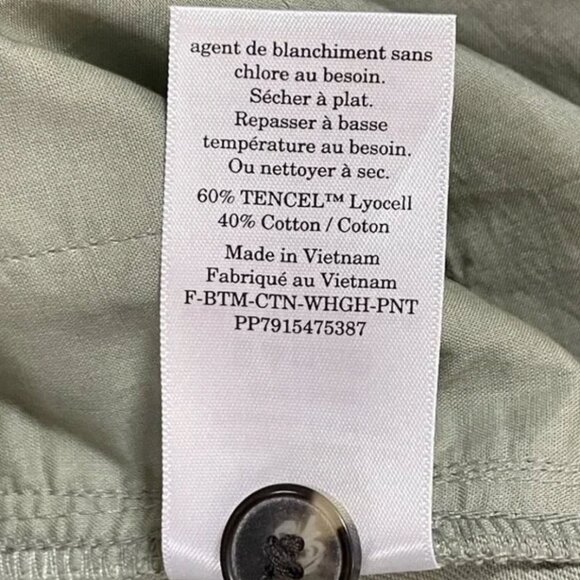 agent de blanchiment sans
chlore au besoin.
Sécher à plat.
Repasser à basse
température au besoin.
Ou nettoyer à sec.
60% TENCEL™ Lyocell
40% Cotton / Coton
Made in Vietnam
Fabriqué au Vietnam
F-BTM-CTN-WHGH-PNT
PP7915475387